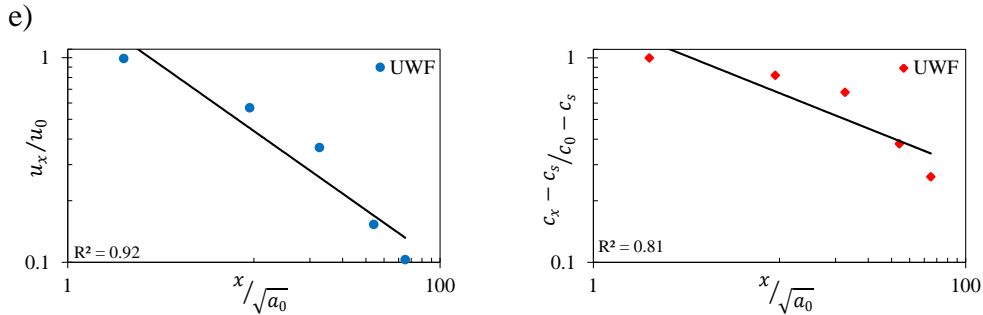 e)
1
0.1
u_x/u_0
UWF
R² = 0.92
1
100
x/√a_0
1
0.1
c_x − c_s/c_0 − c_s
UWF
R² = 0.81
1
100
x/√a_0